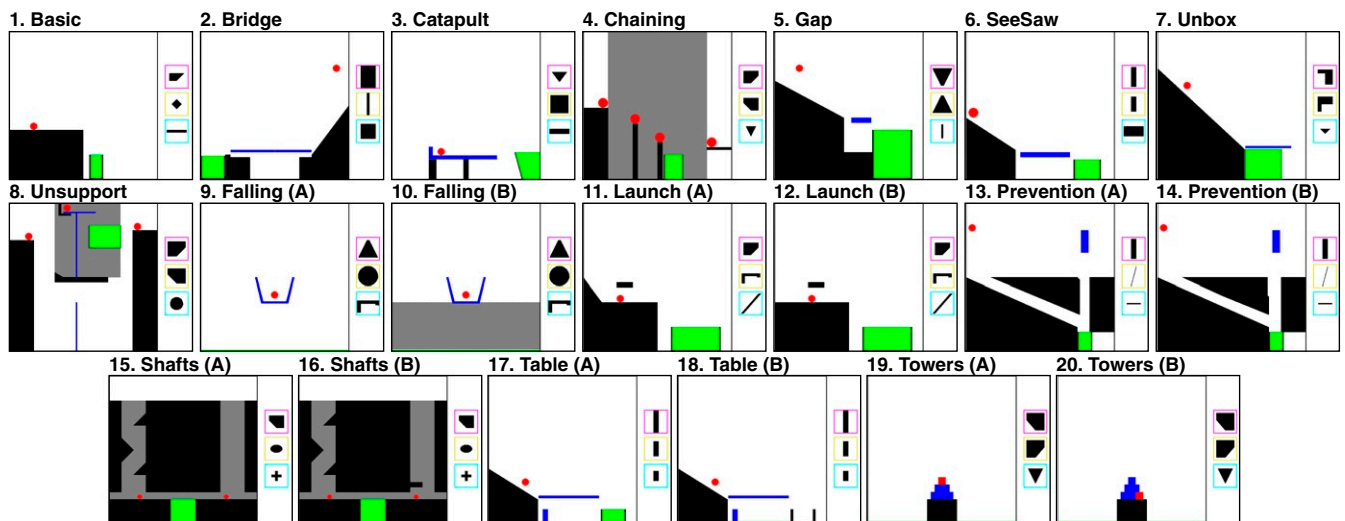 1. Basic
2. Bridge
3. Catapult
4. Chaining
5. Gap
6. SeeSaw
7. Unbox
8. Unsupport
9. Falling (A)
10. Falling (B)
11. Launch (A)
12. Launch (B)
13. Prevention (A)
14. Prevention (B)
15. Shafts (A)
16. Shafts (B)
17. Table (A)
18. Table (B)
19. Towers (A)
20. Towers (B)